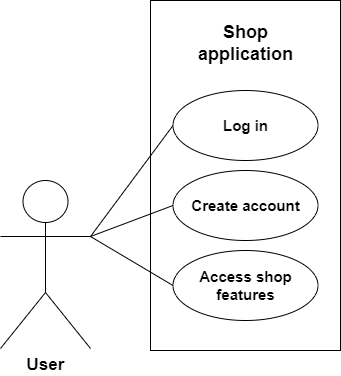 Shop
application
Log in
Create account
Access shop
features
User